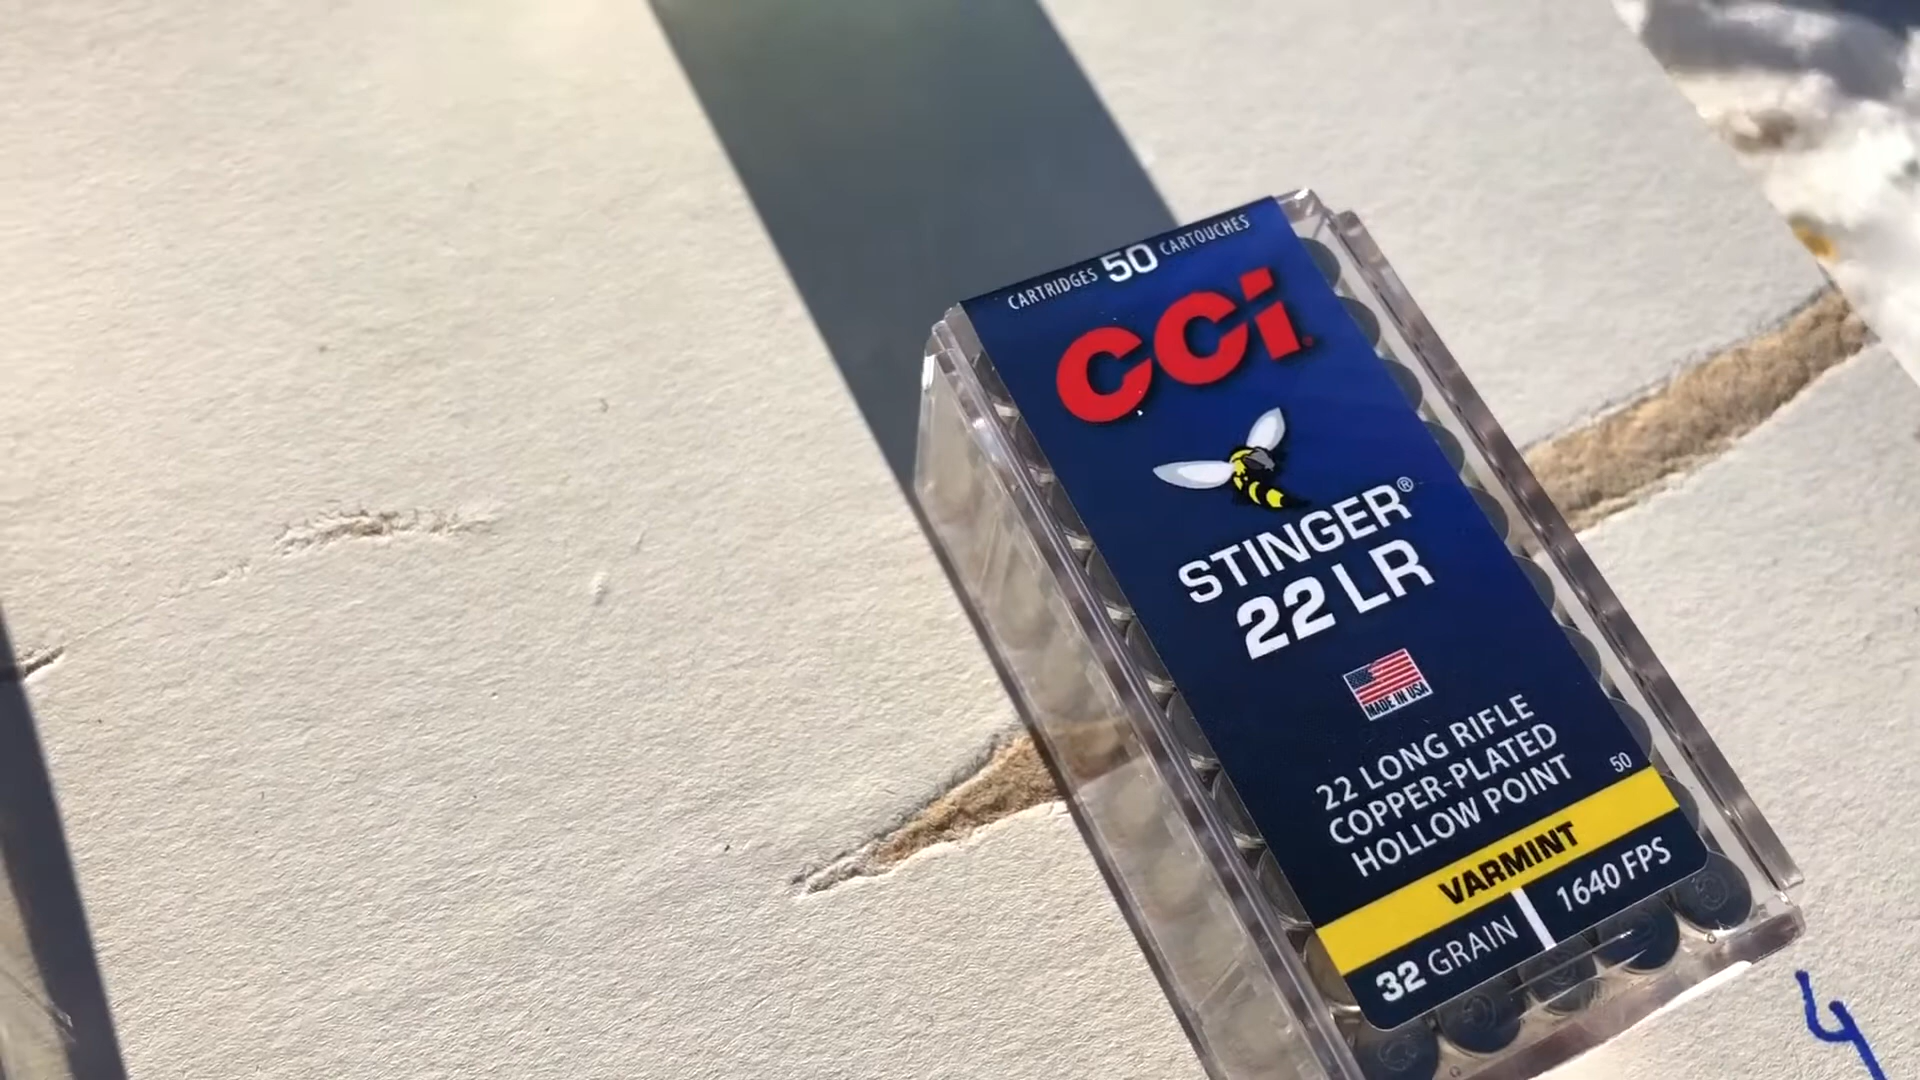 CARTRIDGES 50 CARTOUCHES
CCi®
STINGER®
22 LR
MADE IN USA
22 LONG RIFLE
COPPER-PLATED
HOLLOW POINT
50
VARMINT
32 GRAIN
1640 FPS
4